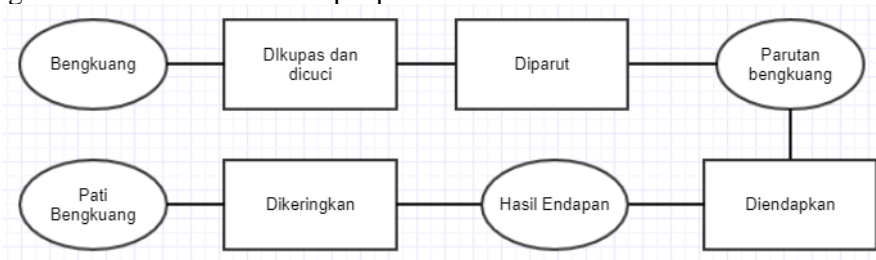 Bengkuang
DIkupas dan
dicuci
Diparut
Parutan
bengkuang
Pati
Bengkuang
Dikeringkan
Hasil Endapan
Diendapkan